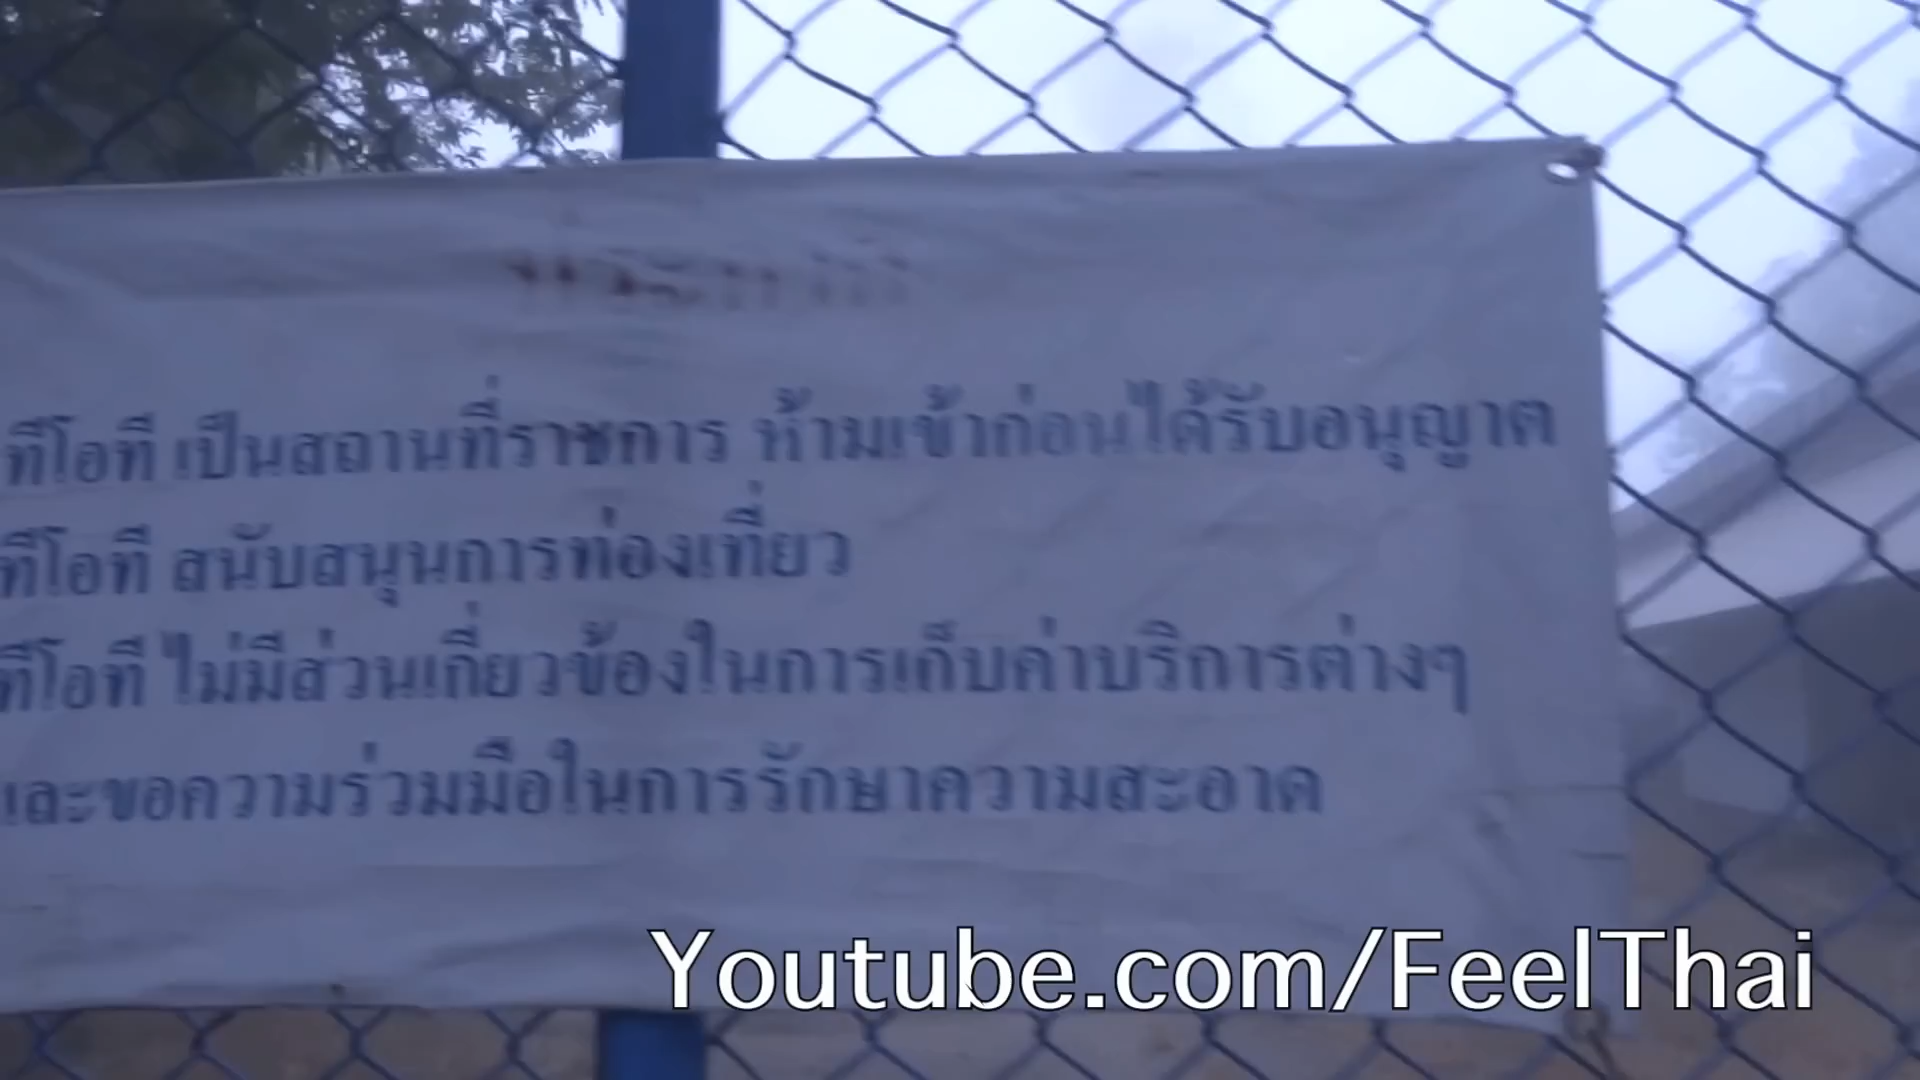 ทีโอที เป็นสถานที่ราชการ ห้ามเข้าก่อนได้รับอนุญาต
ทีโอที สนับสนุนการท่องเที่ยว
ทีโอที ไม่มีส่วนเกี่ยวข้องในการเก็บค่าบริการต่างๆ
และขอความร่วมมือในการรักษาความสะอาด
Youtube.com/FeelThai